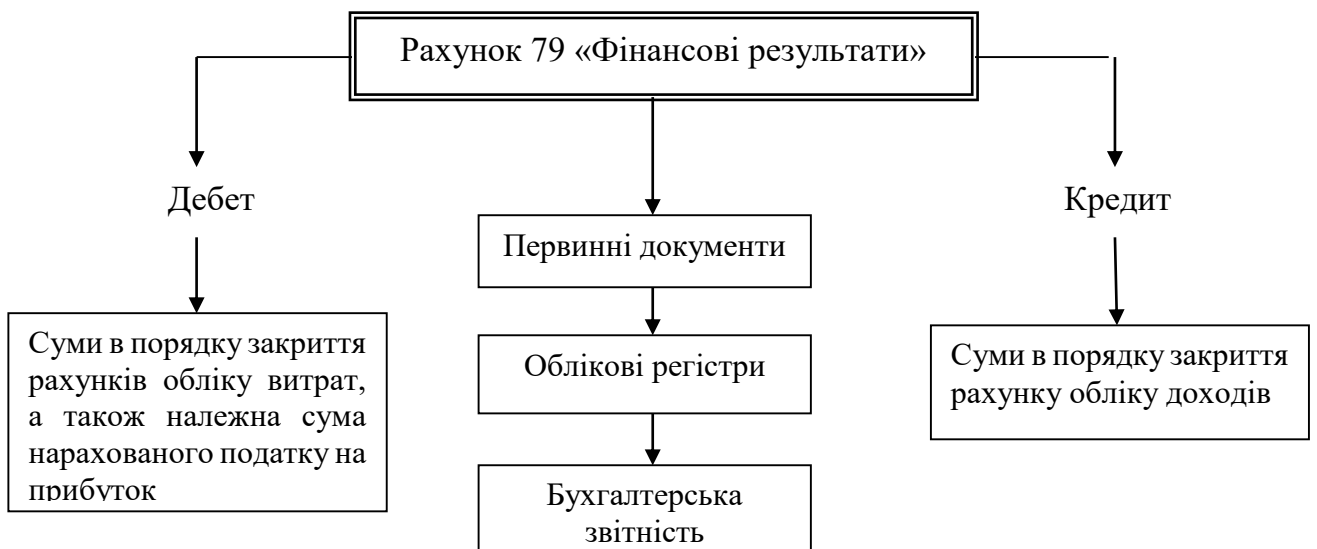 Рахунок 79 «Фінансові результати»
Дебет
Кредит
Первинні документи
Суми в порядку закриття
рахунків обліку витрат,
а також належна сума
нарахованого податку на
прибуток
Облікові регістри
Суми в порядку закриття
рахунку обліку доходів
Бухгалтерська
звітність